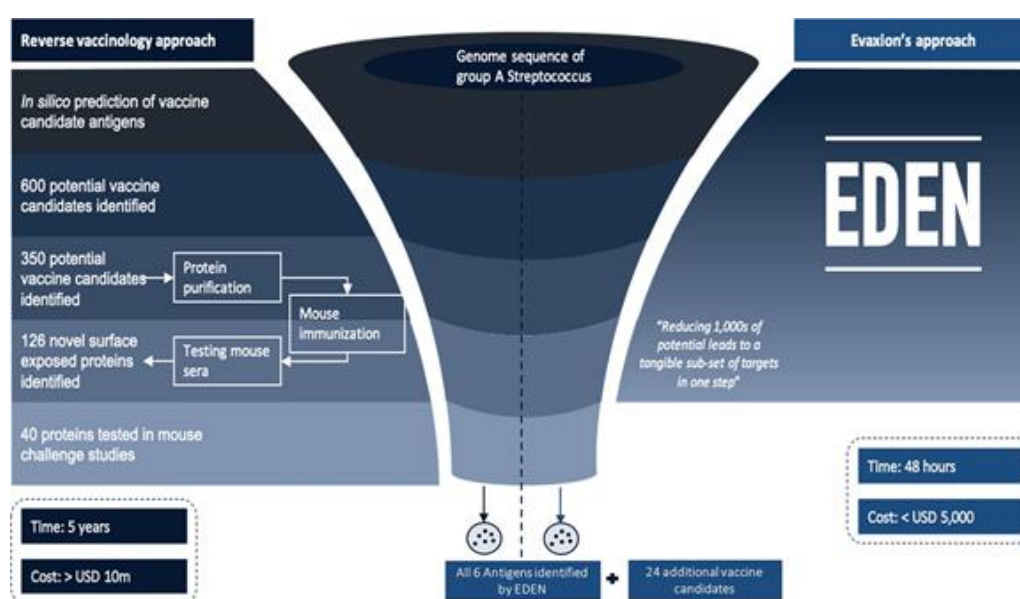 Reverse vaccinology approach
In silico prediction of vaccine
candidate antigens
600 potential vaccine
candidates identified
350 potential
vaccine candidates
identified
Protein
purification
Mouse
immunization
126 novel surface
exposed proteins
identified
Testing mouse
sera
40 proteins tested in mouse
challenge studies
Time: 5 years
Cost: > USD 10m
Genome sequence of
group A Streptococcus
All 6 Antigens identified
by EDEN
+
24 additional vaccine
candidates
Evaxion's approach
EDEN
"Reducing 1,000s of
potential leads to a
tangible sub-set of targets
in one step"
Time: 48 hours
Cost: < USD 5,000